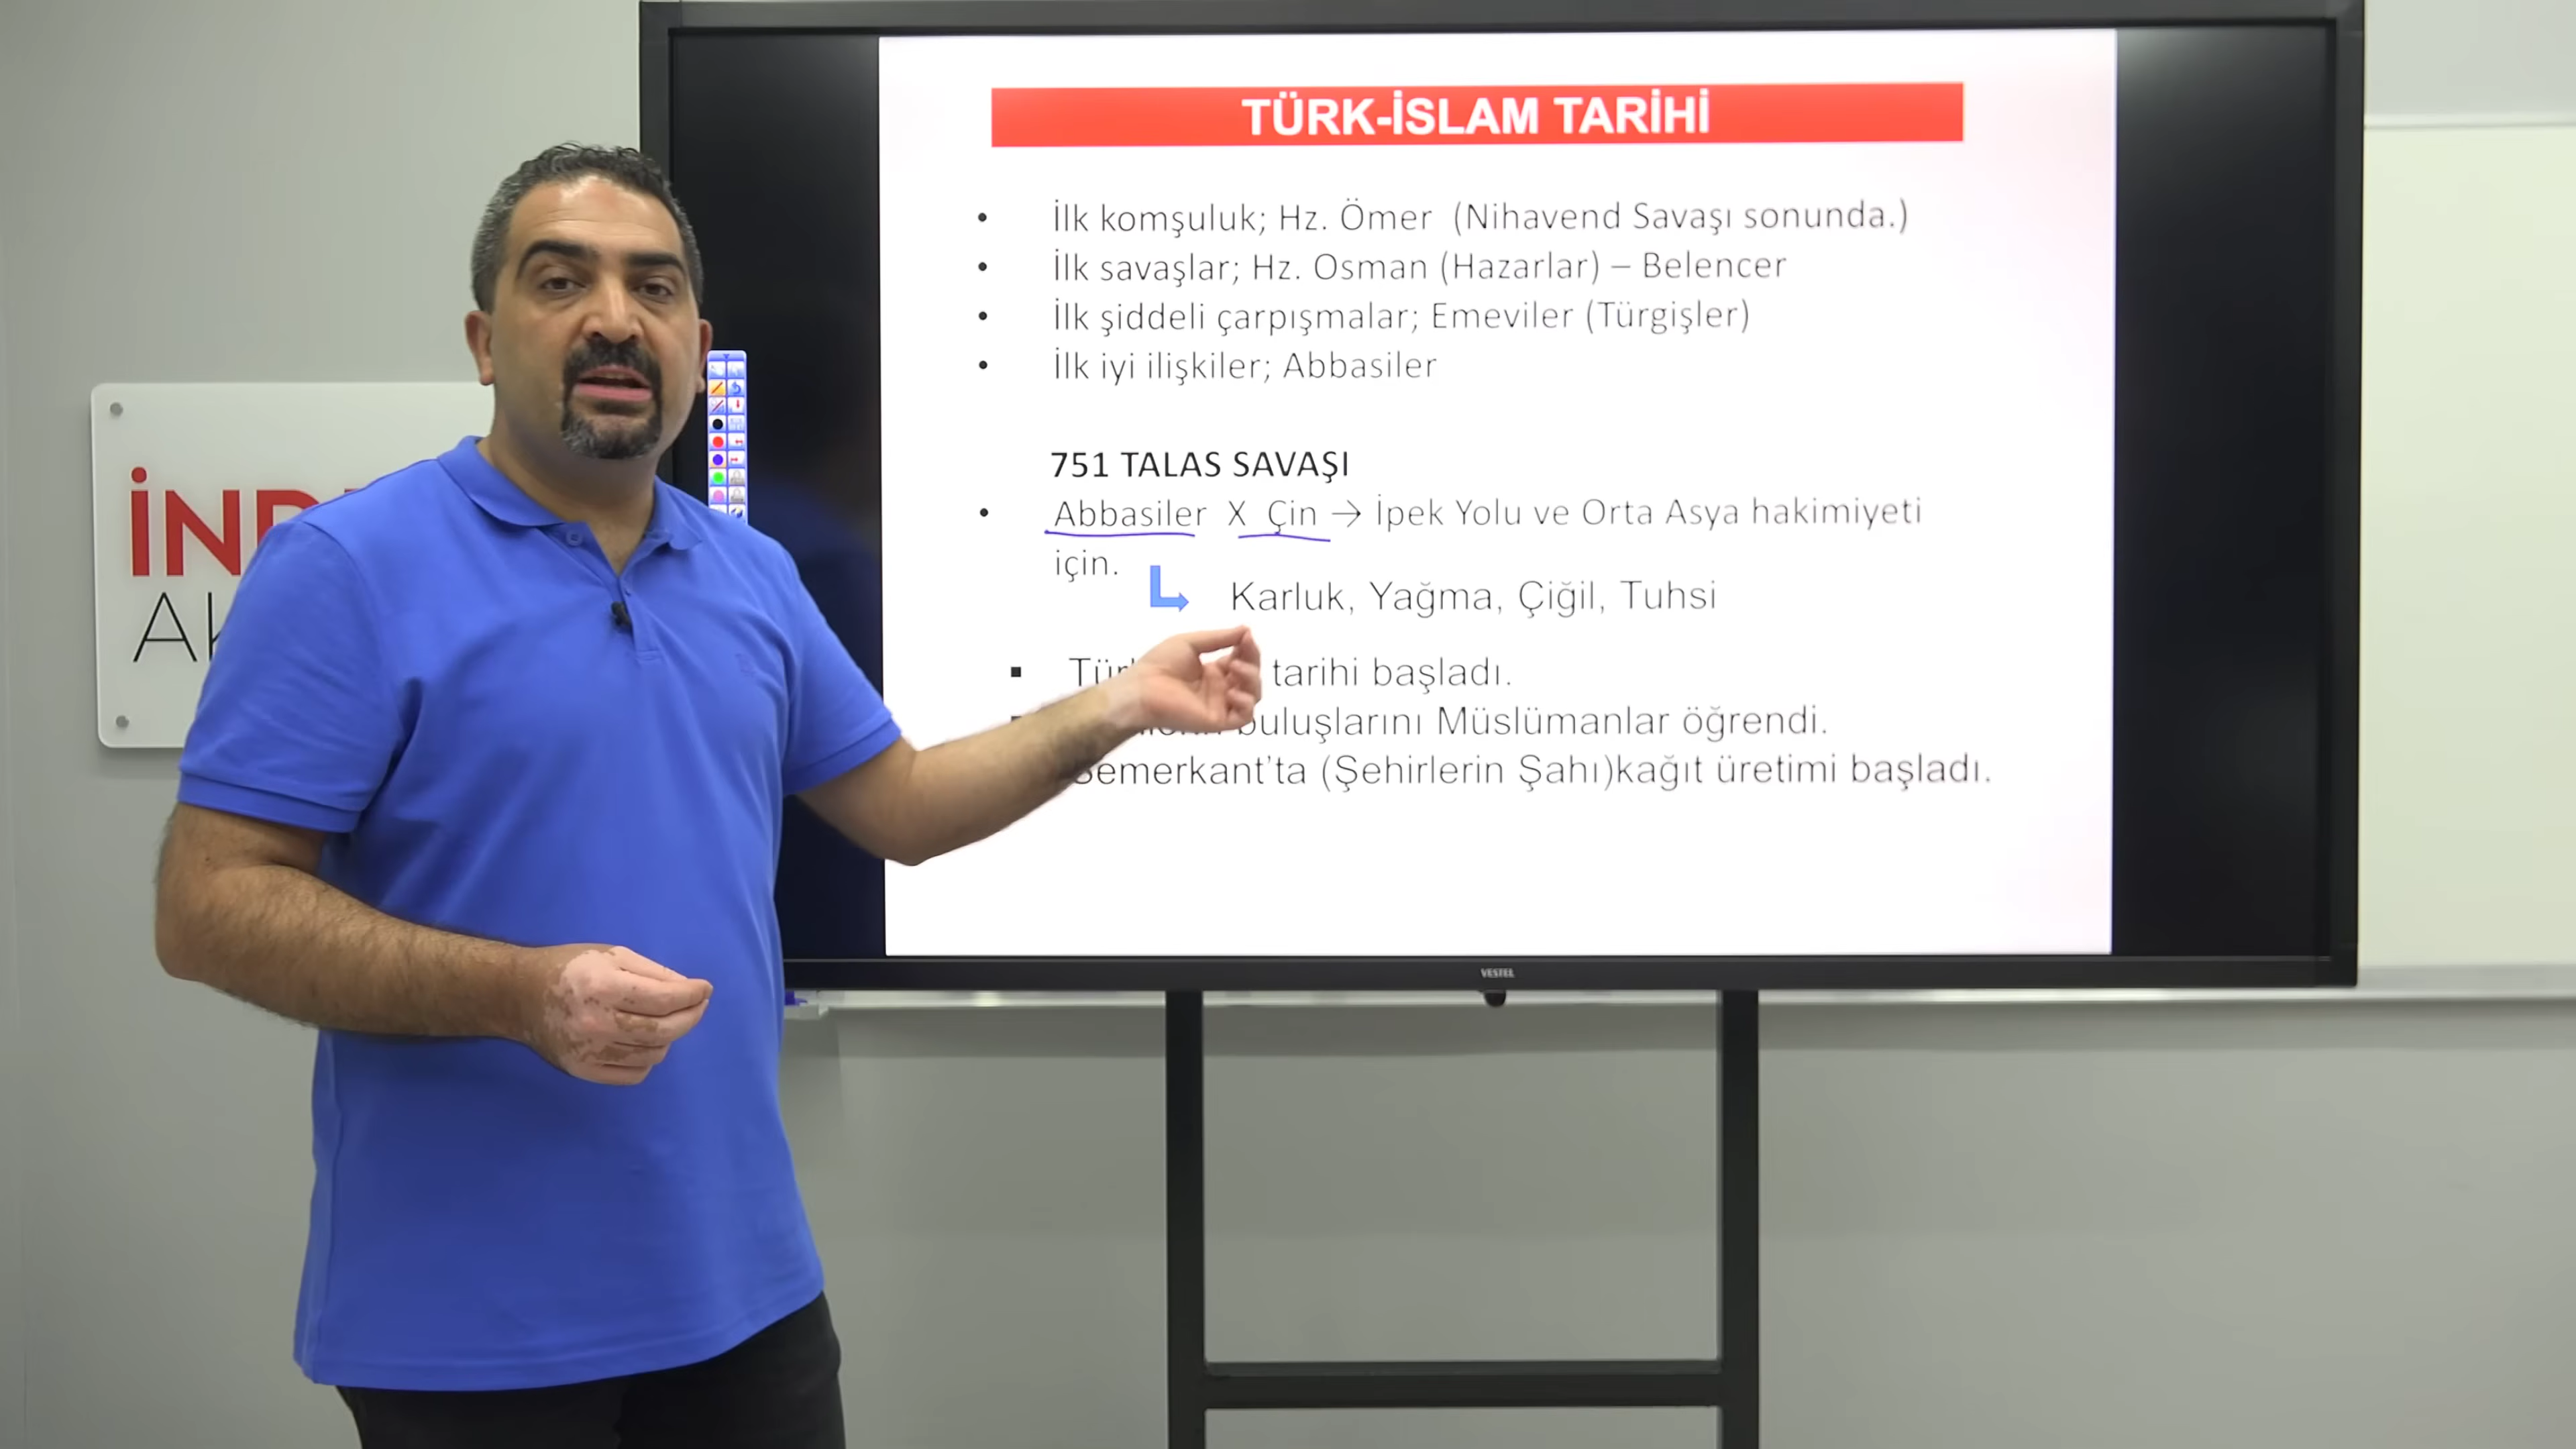 TÜRK-İSLAM TARİHİ
• İlk komşuluk; Hz. Ömer (Nihavend Savaşı sonunda.)
• İlk savaşlar; Hz. Osman (Hazarlar) – Belencer
• İlk şiddeli çarpışmalar; Emeviler (Türgişler)
• İlk iyi ilişkiler; Abbasiler
751 TALAS SAVAŞI
• Abbasiler X Çin → İpek Yolu ve Orta Asya hakimiyeti
için.
Karluk, Yağma, Çiğil, Tuhsi
▪ tarihi başladı.
buluşlarını Müslümanlar öğrendi.
Semerkant'ta (Şehirlerin Şahı)kağıt üretimi başladı.
VESTEL